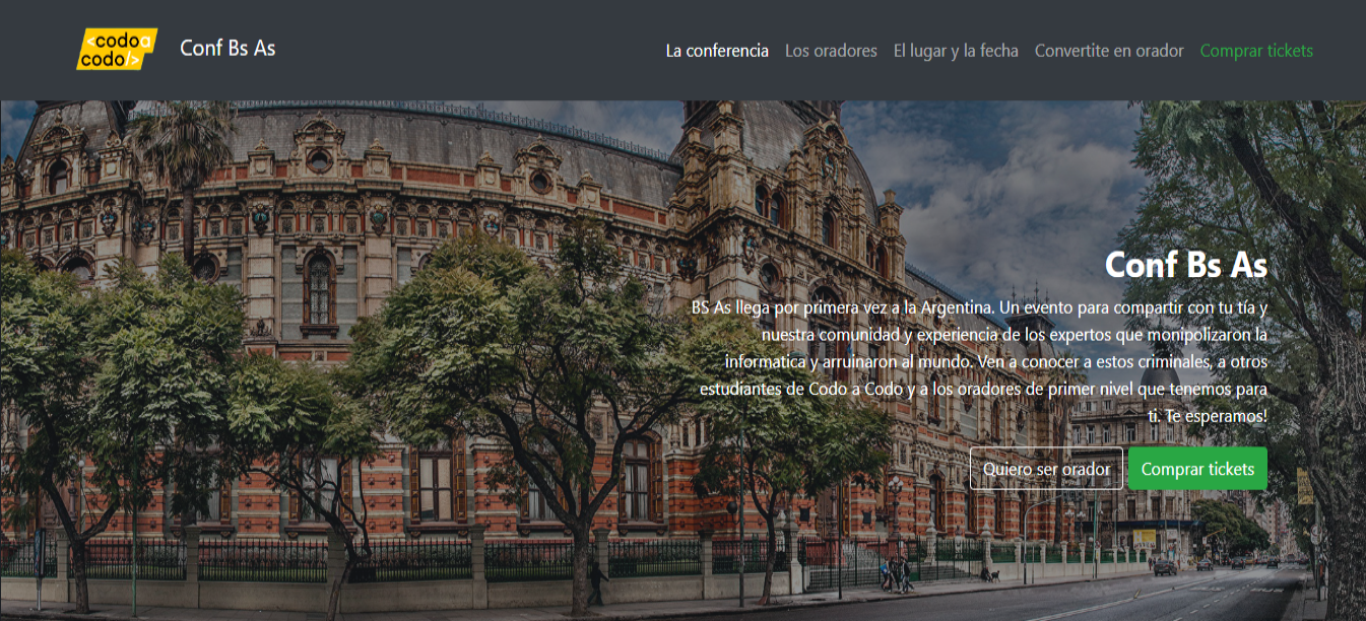 <codoa
codo/>
Conf Bs As
La conferencia
Los oradores
El lugar y la fecha
Convertite en orador
Comprar tickets
Conf Bs As
BS As llega por primera vez a la Argentina. Un evento para compartir con tu tía y
nuestra comunidad y experiencia de los expertos que monipolizaron la
informatica y arruinaron al mundo. Ven a conocer a estos criminales, a otros
estudiantes de Codo a Codo y a los oradores de primer nivel que tenemos para
ti. Te esperamos!
Quiero ser orador
Comprar tickets